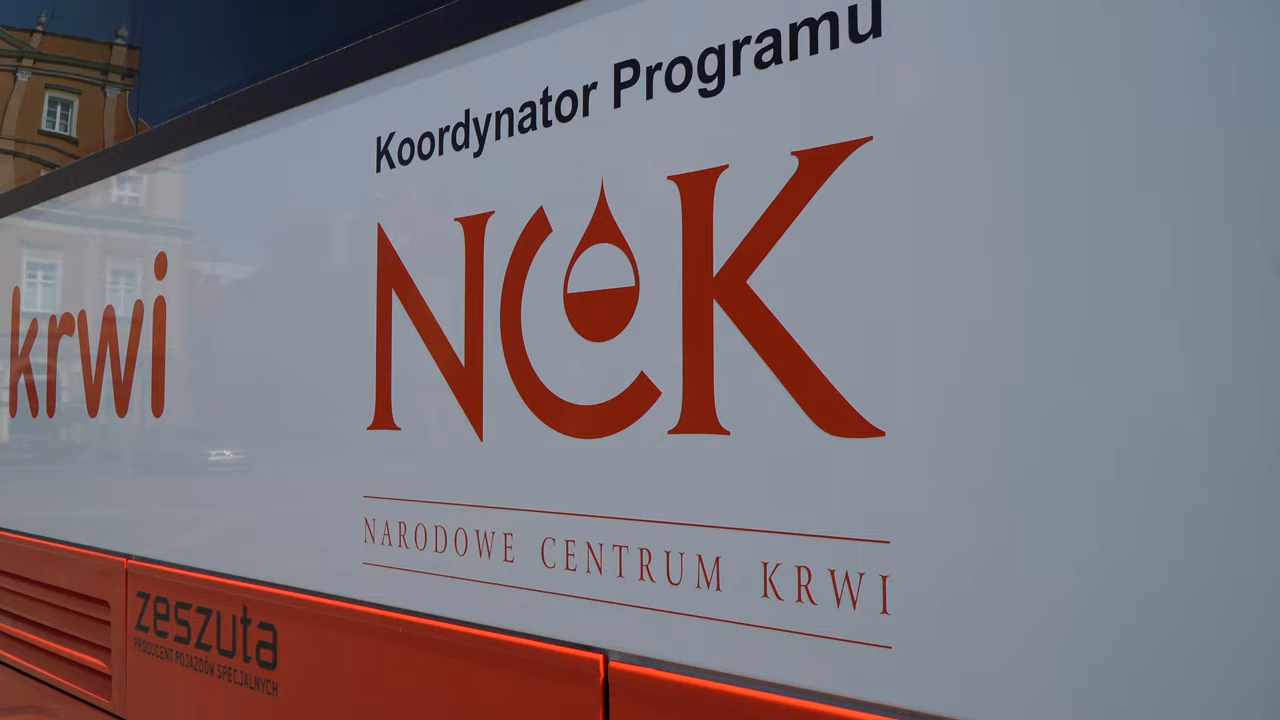 Koordynator Programu
NCK
krwi
NARODOWE CENTRUM KRWI
zeszuta
PRODUCENT POJAZDÓW SPECJALNYCH